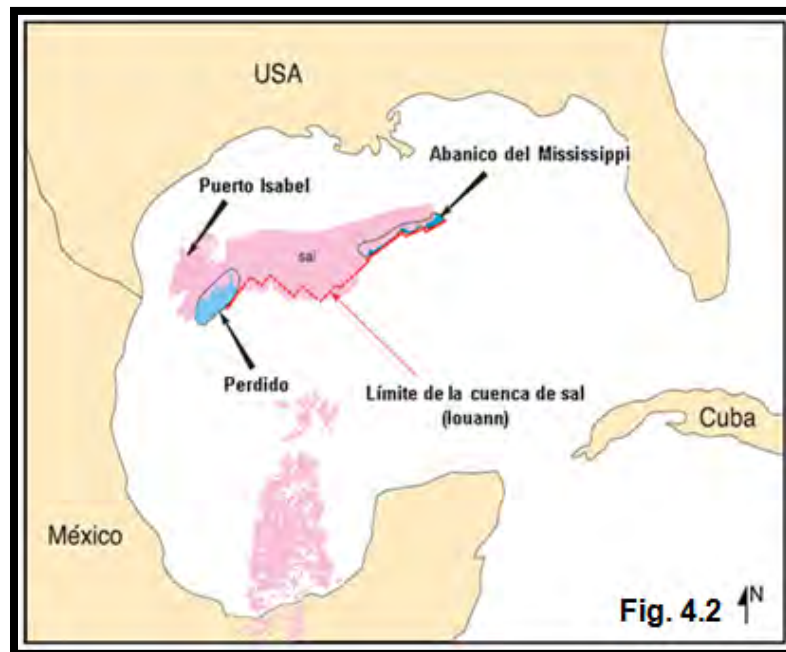 USA
Abanico del Mississippi
Puerto Isabel
sal
Perdido
Límite de la cuenca de sal
(louann)
Cuba
México
Fig. 4.2
N